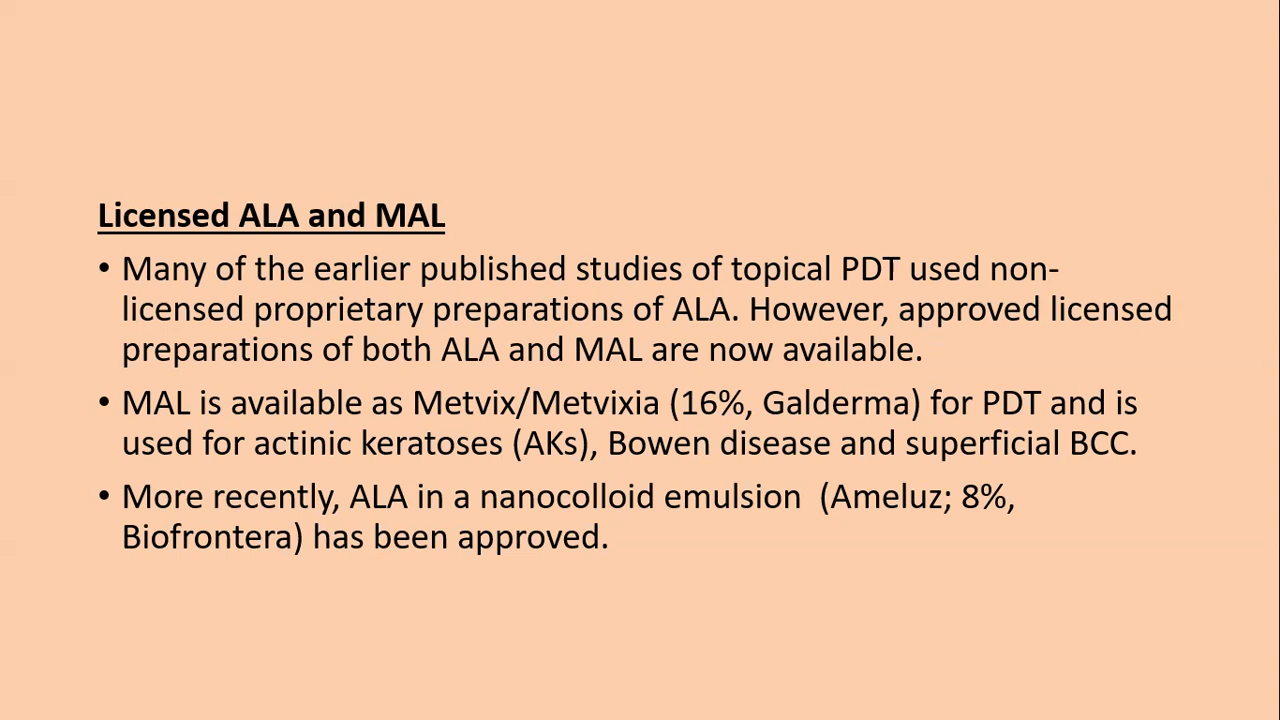 Licensed ALA and MAL
• Many of the earlier published studies of topical PDT used non-
licensed proprietary preparations of ALA. However, approved licensed
preparations of both ALA and MAL are now available.
• MAL is available as Metvix/Metvixia (16%, Galderma) for PDT and is
used for actinic keratoses (AKs), Bowen disease and superficial BCC.
• More recently, ALA in a nanocolloid emulsion  (Ameluz; 8%,
Biofrontera) has been approved.